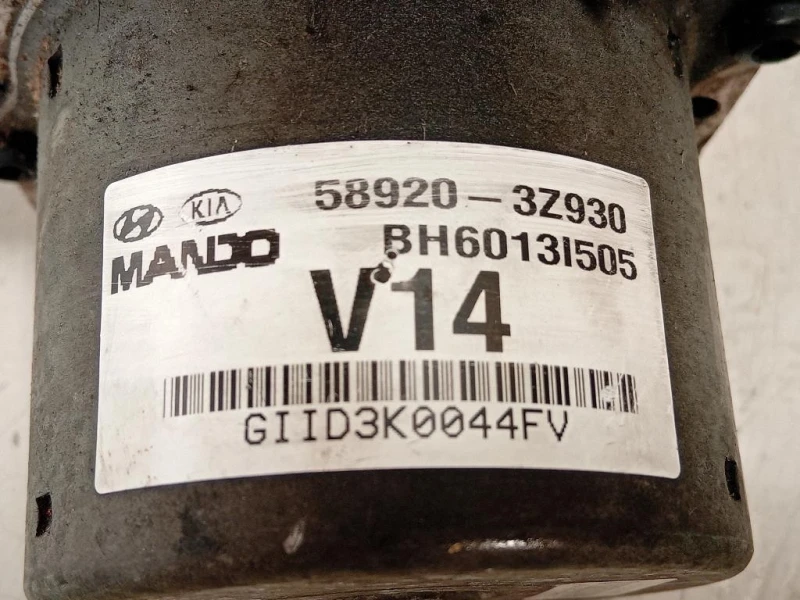 KIA 58920-3Z930
MANDO BH6013I505
V14
GIID3K0044FV